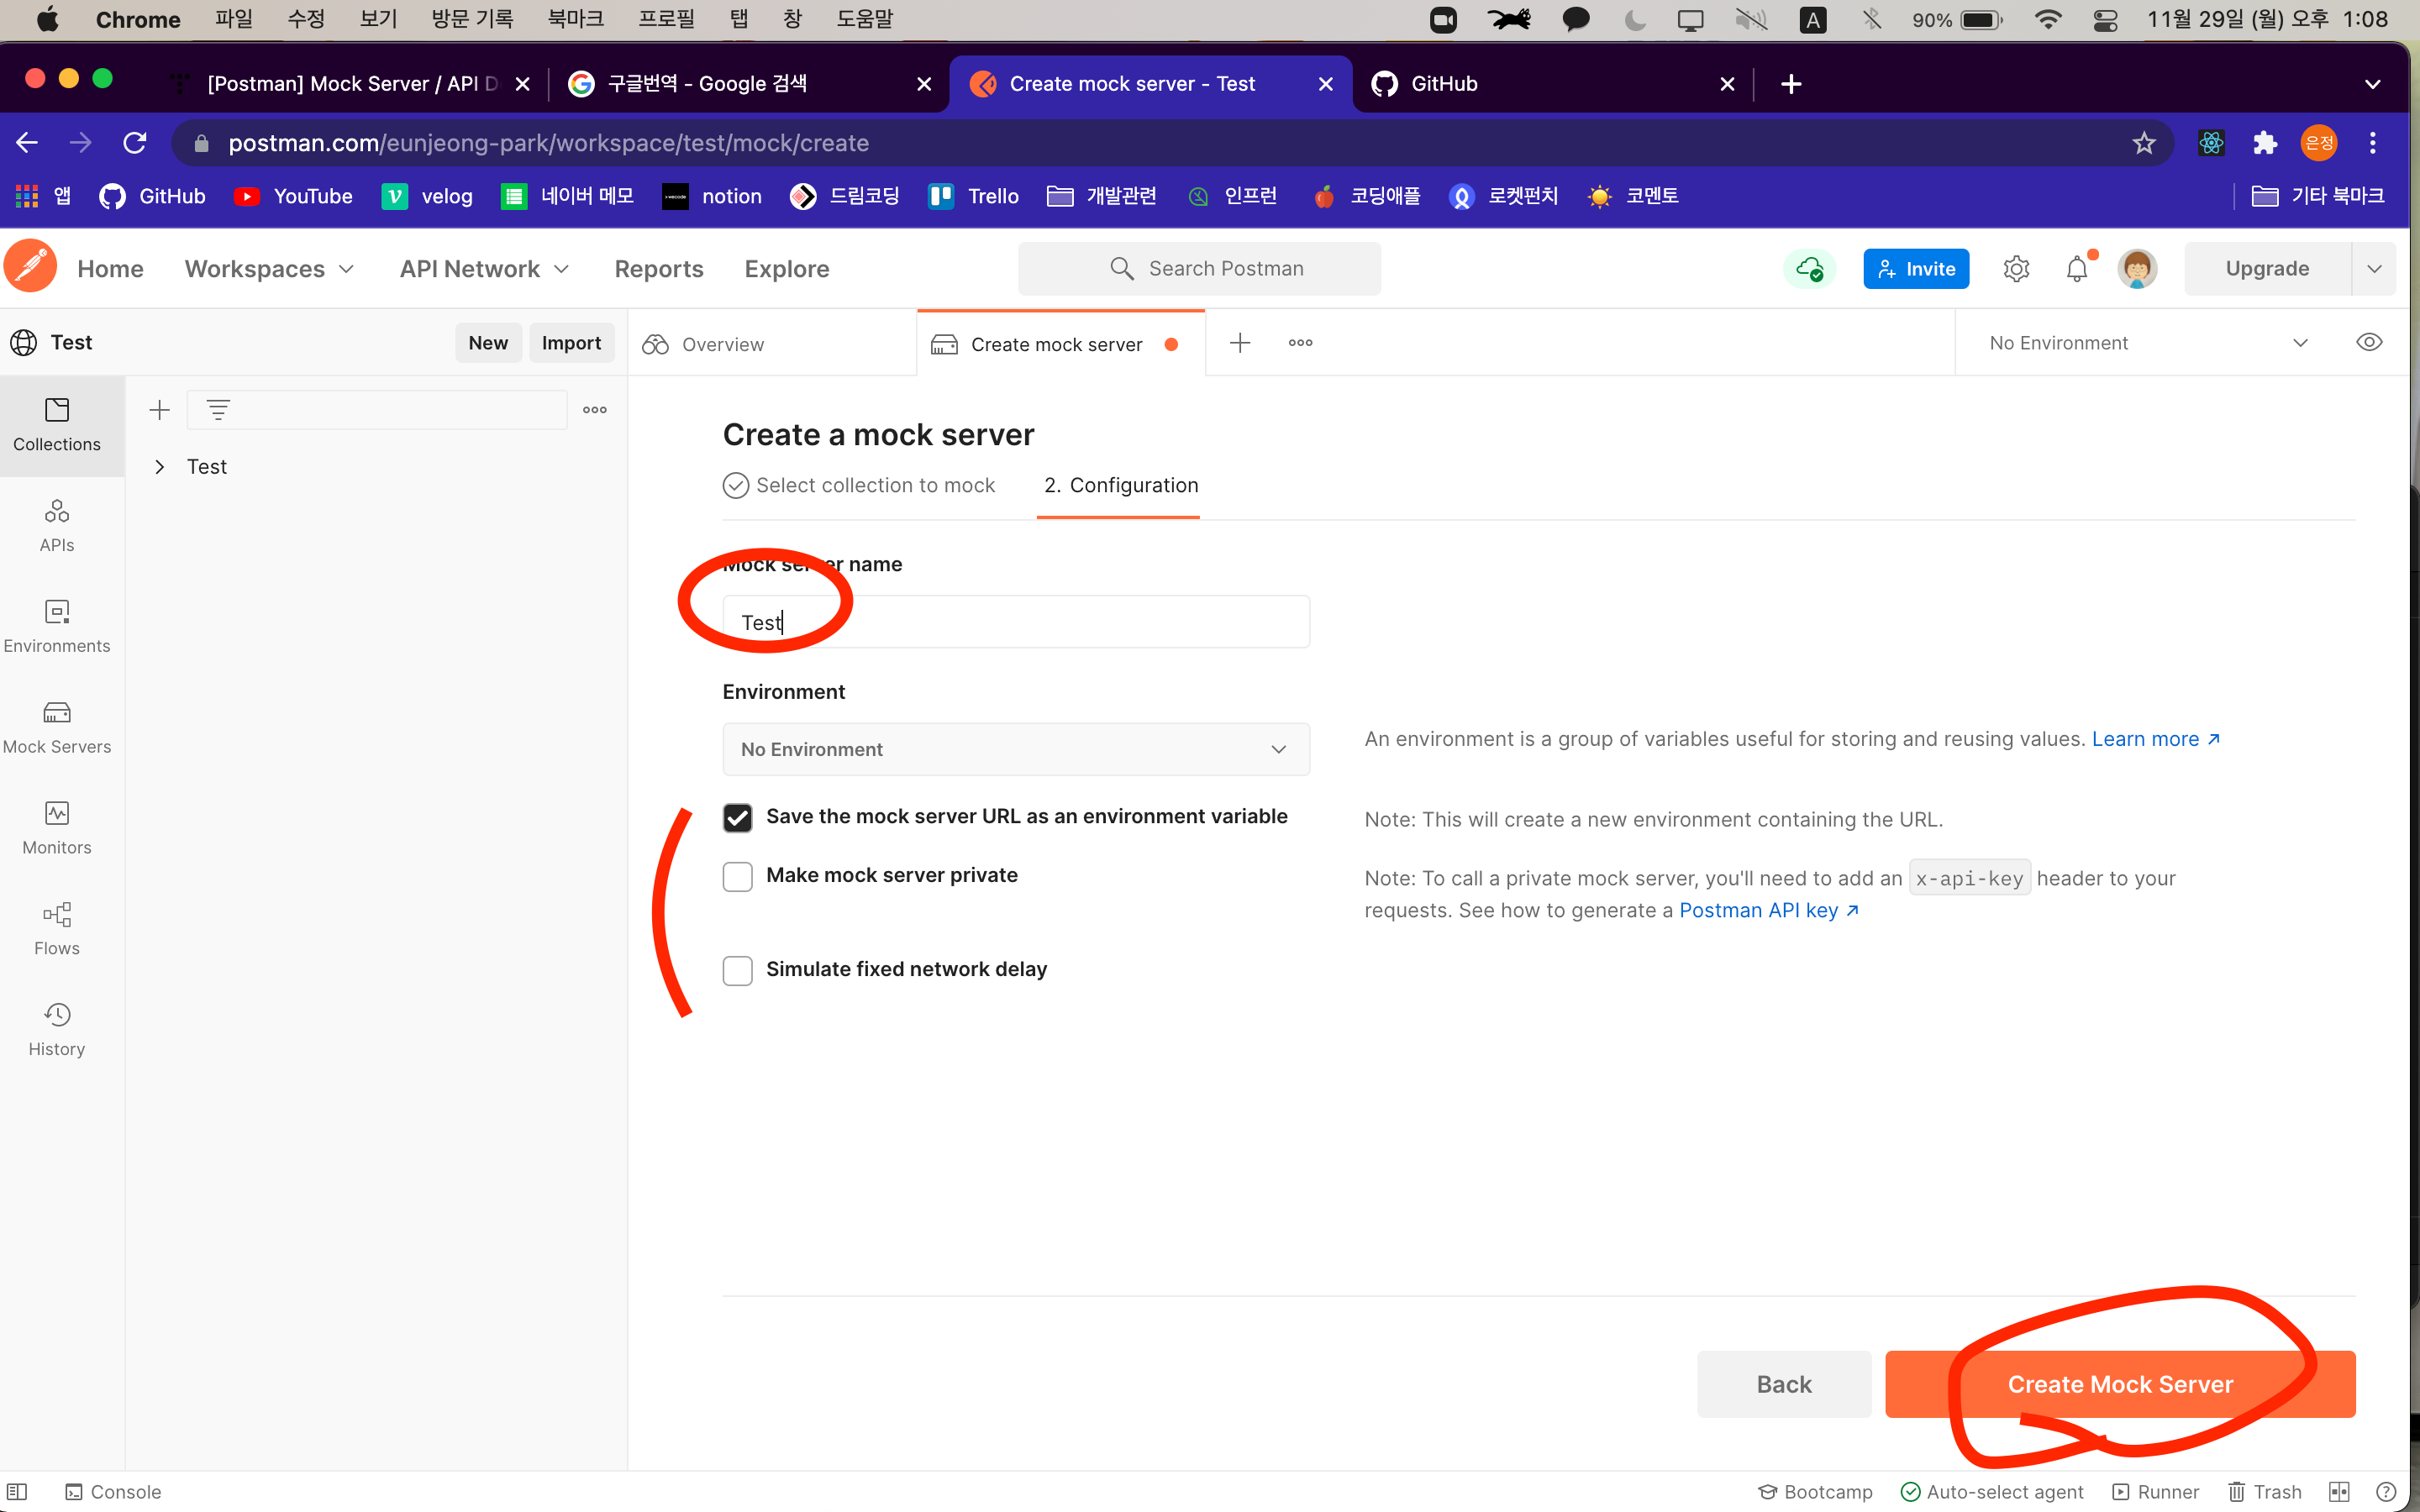 Chrome 파일 수정 보기 방문 기록 북마크 프로필 탭 창 도움말 A 90% 11월 29일 (월) 오후 1:08
[Postman] Mock Server / API D 구글번역 - Google 검색 Create mock server - Test GitHub
postman.com/eunjeong-park/workspace/test/mock/create 은정
앱 GitHub YouTube velog 네이버 메모 notion 드림코딩 Trello 개발관련 인프런 코딩애플 로켓펀치 코멘토 기타 북마크
Home Workspaces API Network Reports Explore Search Postman Invite Upgrade
Test New Import Overview Create mock server No Environment
Collections
Test
APIs
Environments
Mock Servers
Monitors
Flows
History
Create a mock server
Select collection to mock 2. Configuration
Mock server name
Test
Environment
No Environment An environment is a group of variables useful for storing and reusing values. Learn more
Save the mock server URL as an environment variable Note: This will create a new environment containing the URL.
Make mock server private Note: To call a private mock server, you'll need to add an x-api-key header to your
requests. See how to generate a Postman API key
Simulate fixed network delay
Back Create Mock Server
Console Bootcamp Auto-select agent Runner Trash